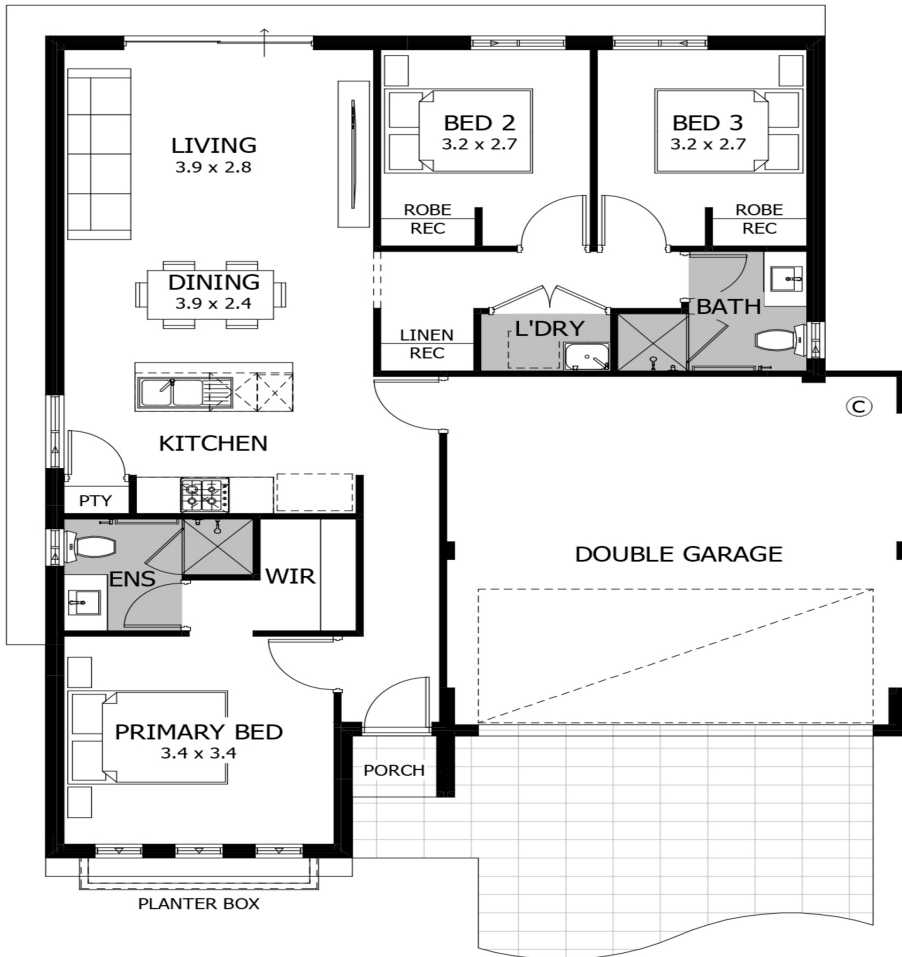 LIVING
3.9 x 2.8
BED 2
3.2 x 2.7
BED 3
3.2 x 2.7
ROBE
REC
ROBE
REC
DINING
3.9 x 2.4
BATH
L'DRY
LINEN
REC
C
KITCHEN
PTY
DOUBLE GARAGE
ENS
WIR
PRIMARY BED
3.4 x 3.4
PORCH
PLANTER BOX